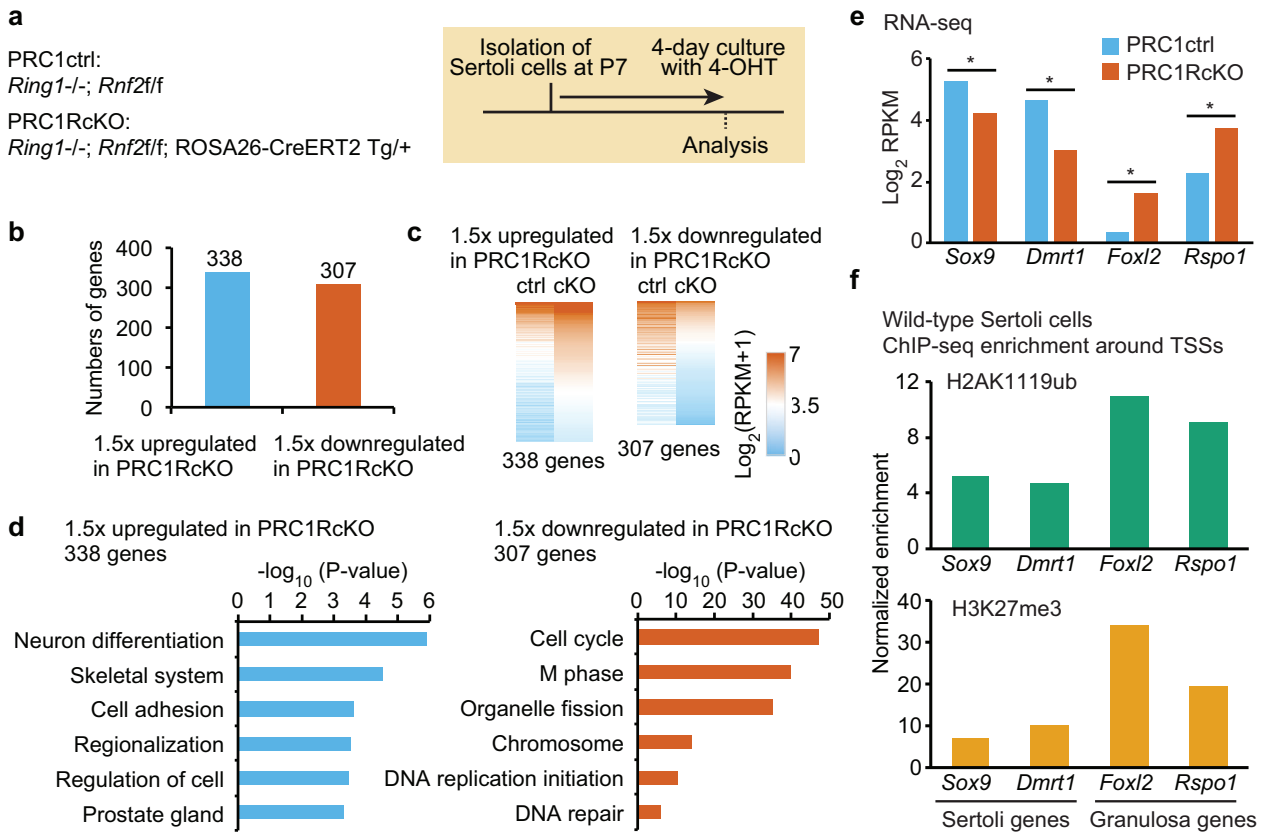 a
PRC1ctrl:
Ring1-/-; Rnf2f/f
PRC1RcKO:
Ring1-/-; Rnf2f/f; ROSA26-CreERT2 Tg/+
Isolation of
Sertoli cells at P7
4-day culture
with 4-OHT
Analysis
b
Numbers of genes
400
300
200
100
0
338
307
1.5x upregulated
in PRC1RcKO
1.5x downregulated
in PRC1RcKO
c
1.5x upregulated
in PRC1RcKO
ctrl cKO
338 genes
1.5x downregulated
in PRC1RcKO
ctrl cKO
307 genes
Log2(RPKM+1)
7
3.5
0
d
1.5x upregulated in PRC1RcKO
338 genes
-log10 (P-value)
0 1 2 3 4 5 6
Neuron differentiation
Skeletal system
Cell adhesion
Regionalization
Regulation of cell
Prostate gland
1.5x downregulated in PRC1RcKO
307 genes
-log10 (P-value)
0 10 20 30 40 50
Cell cycle
M phase
Organelle fission
Chromosome
DNA replication initiation
DNA repair
e
RNA-seq
PRC1ctrl
PRC1RcKO
Log2 RPKM
6
4
2
0
* * * *
Sox9 Dmrt1 Foxl2 Rspo1
f
Wild-type Sertoli cells
ChIP-seq enrichment around TSSs
Normalized enrichment
H2AK1119ub
12
8
4
0
Sox9 Dmrt1 Foxl2 Rspo1
H3K27me3
40
30
20
10
0
Sox9 Dmrt1 Foxl2 Rspo1
Sertoli genes Granulosa genes